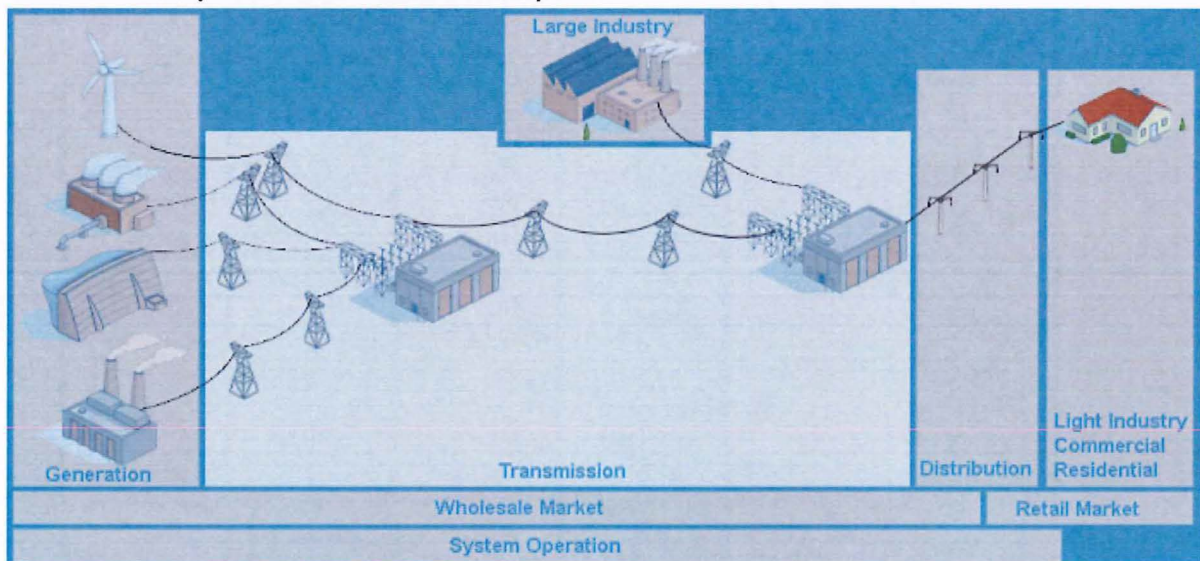 Large Industry
Generation
Transmission
Distribution
Light Industry
Commercial
Residential
Wholesale Market
Retail Market
System Operation